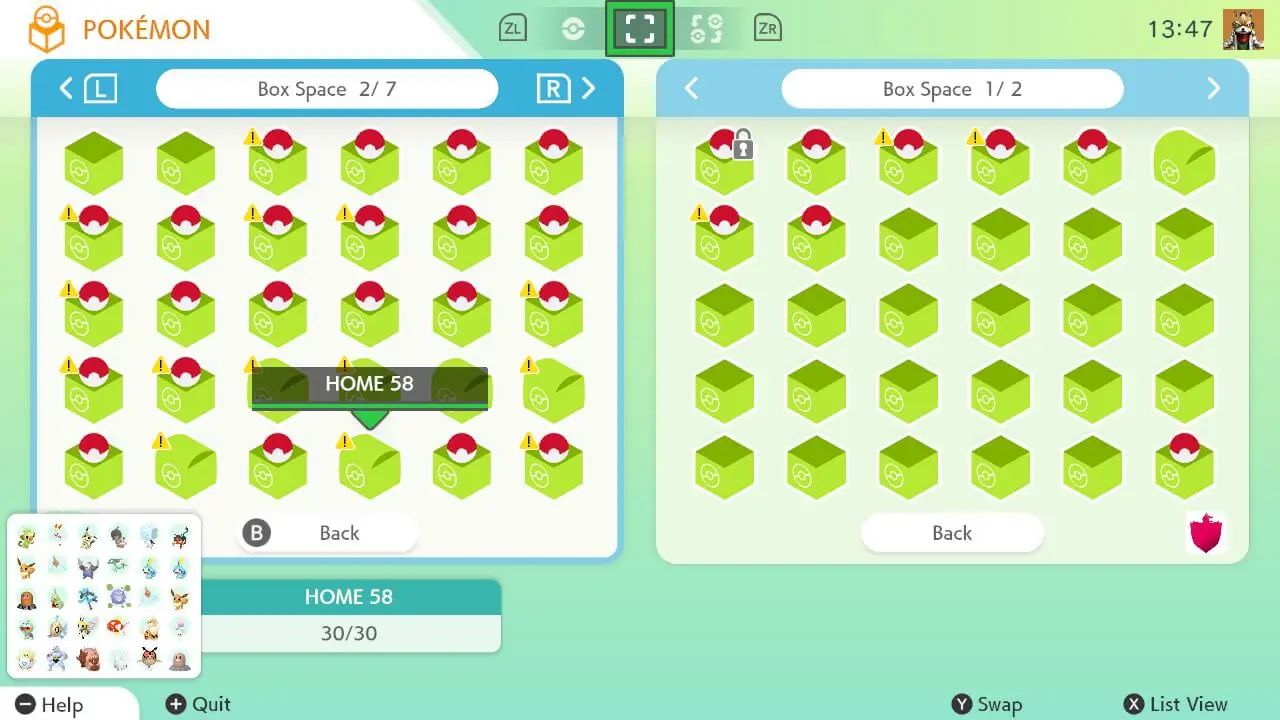 POKÉMON
ZL
ZR
13:47
L
Box Space 2/ 7
R
Box Space 1/ 2
HOME 58
B Back
Back
HOME 58
30/30
Help
Quit
Y Swap
X List View